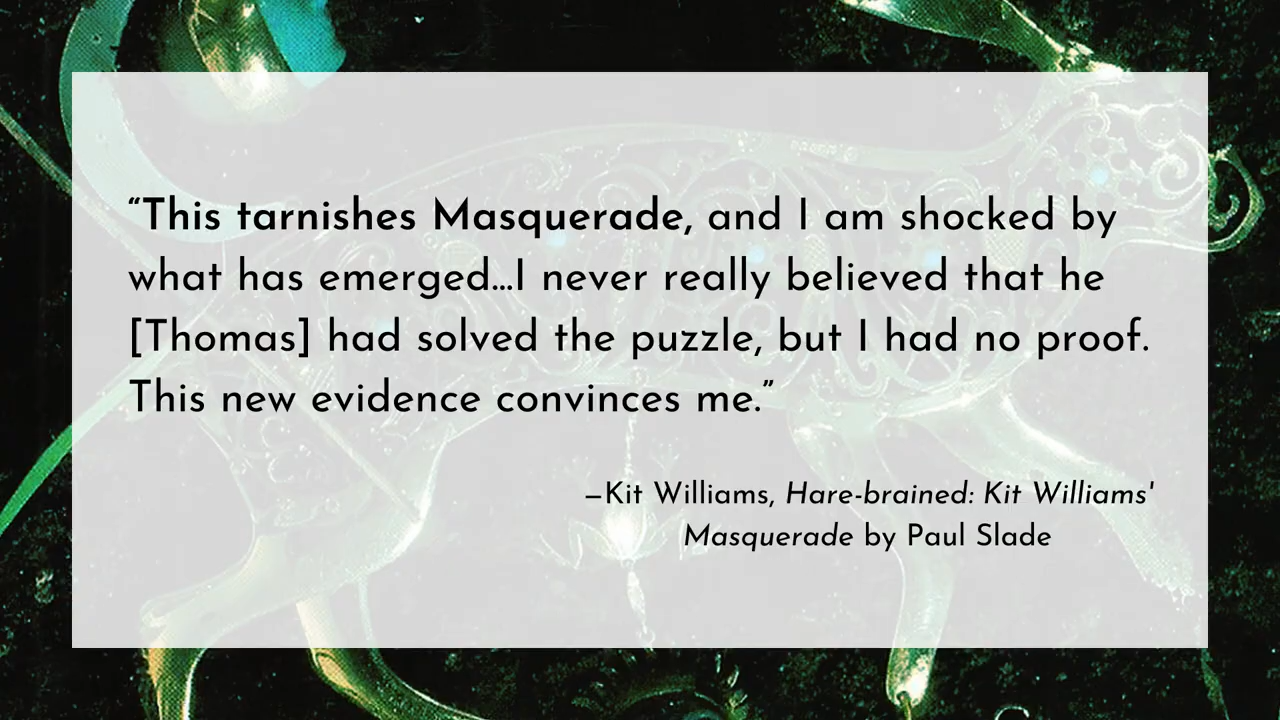 “This tarnishes Masquerade, and I am shocked by
what has emerged...I never really believed that he
[Thomas] had solved the puzzle, but I had no proof.
This new evidence convinces me.”
–Kit Williams, Hare-brained: Kit Williams'
Masquerade by Paul Slade